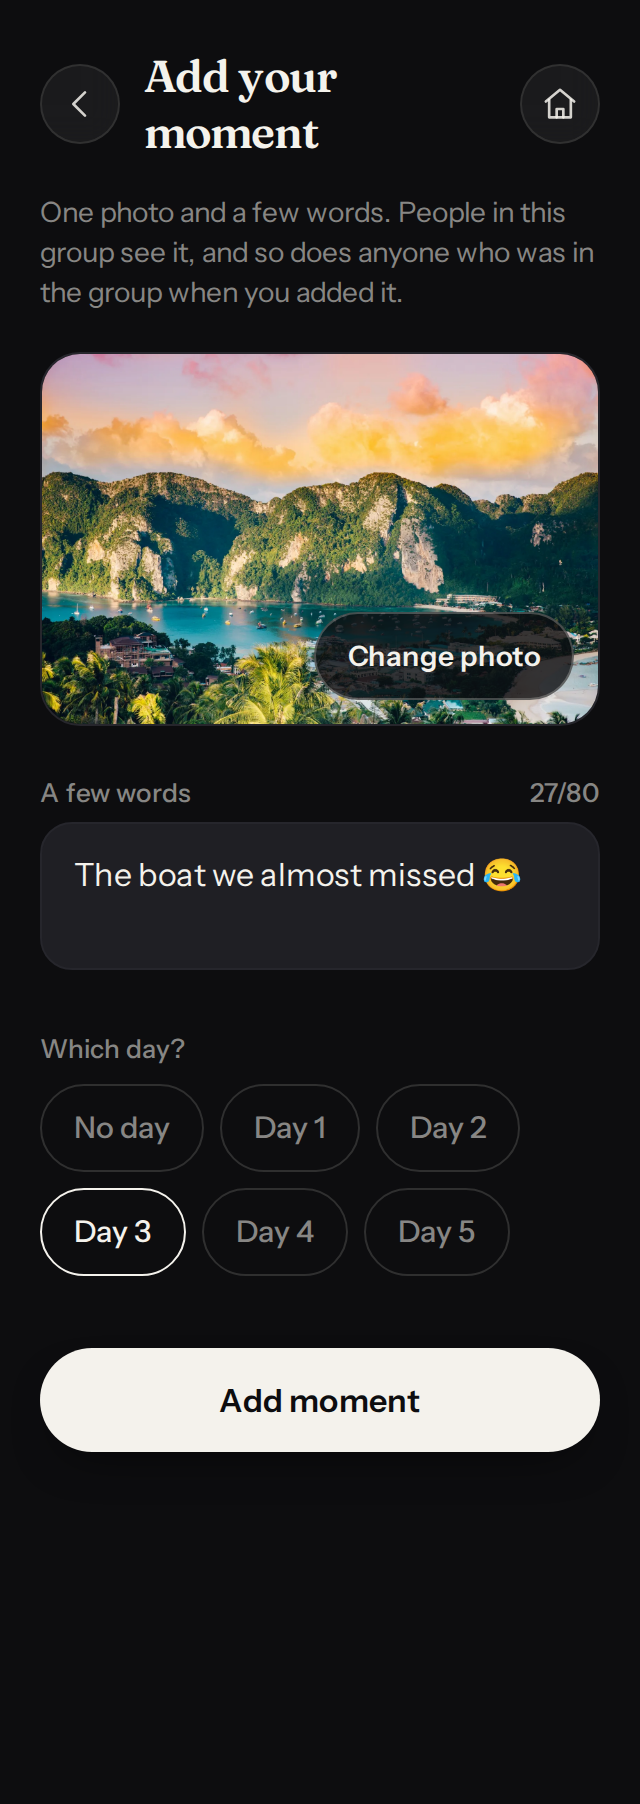 Add your
moment
One photo and a few words. People in this
group see it, and so does anyone who was in
the group when you added it.
Change photo
A few words 27/80
The boat we almost missed 😂
Which day?
No day Day 1 Day 2
Day 3 Day 4 Day 5
Add moment